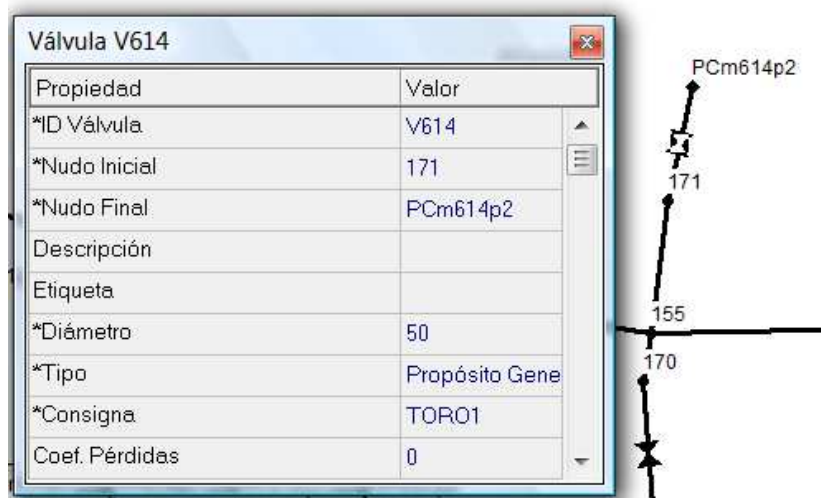 Válvula V614
Propiedad Valor
*ID Válvula V614
*Nudo Inicial 171
*Nudo Final PCm614p2
Descripción
Etiqueta
*Diámetro 50
*Tipo Propósito Gene
*Consigna TORO1
Coef. Pérdidas 0
PCm614p2
171
155
170